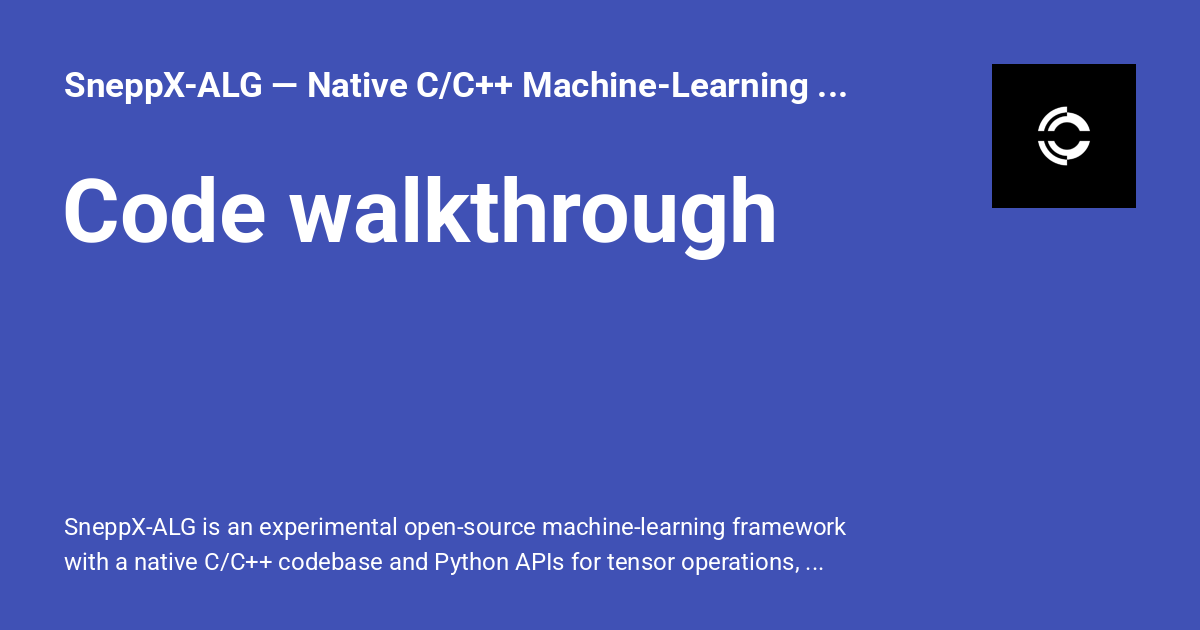 SneppX-ALG — Native C/C++ Machine-Learning ...
Code walkthrough
SneppX-ALG is an experimental open-source machine-learning framework
with a native C/C++ codebase and Python APIs for tensor operations, ...